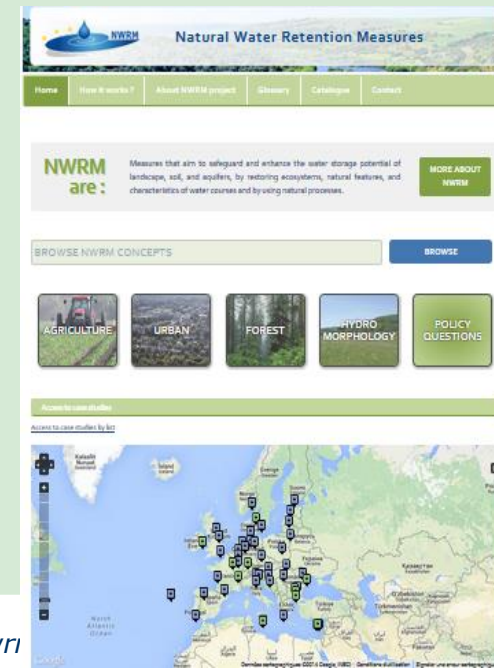 NWRM
Natural Water Retention Measures
Home
How it works ?
About NWRM project
Glossary
Catalogue
Contact
NWRM
are :
Measures that aim to safeguard and enhance the water storage potential of
landscape, soil, and aquifers, by restoring ecosystems, natural features, and
characteristics of water courses and by using natural processes.
MORE ABOUT
NWRM
BROWSE NWRM CONCEPTS
BROWSE
AGRICULTURE
URBAN
FOREST
HYDRO
MORPHOLOGY
POLICY
QUESTIONS
Access to case studies
Access to case studies by list
North
Atlantic
Ocean
Google